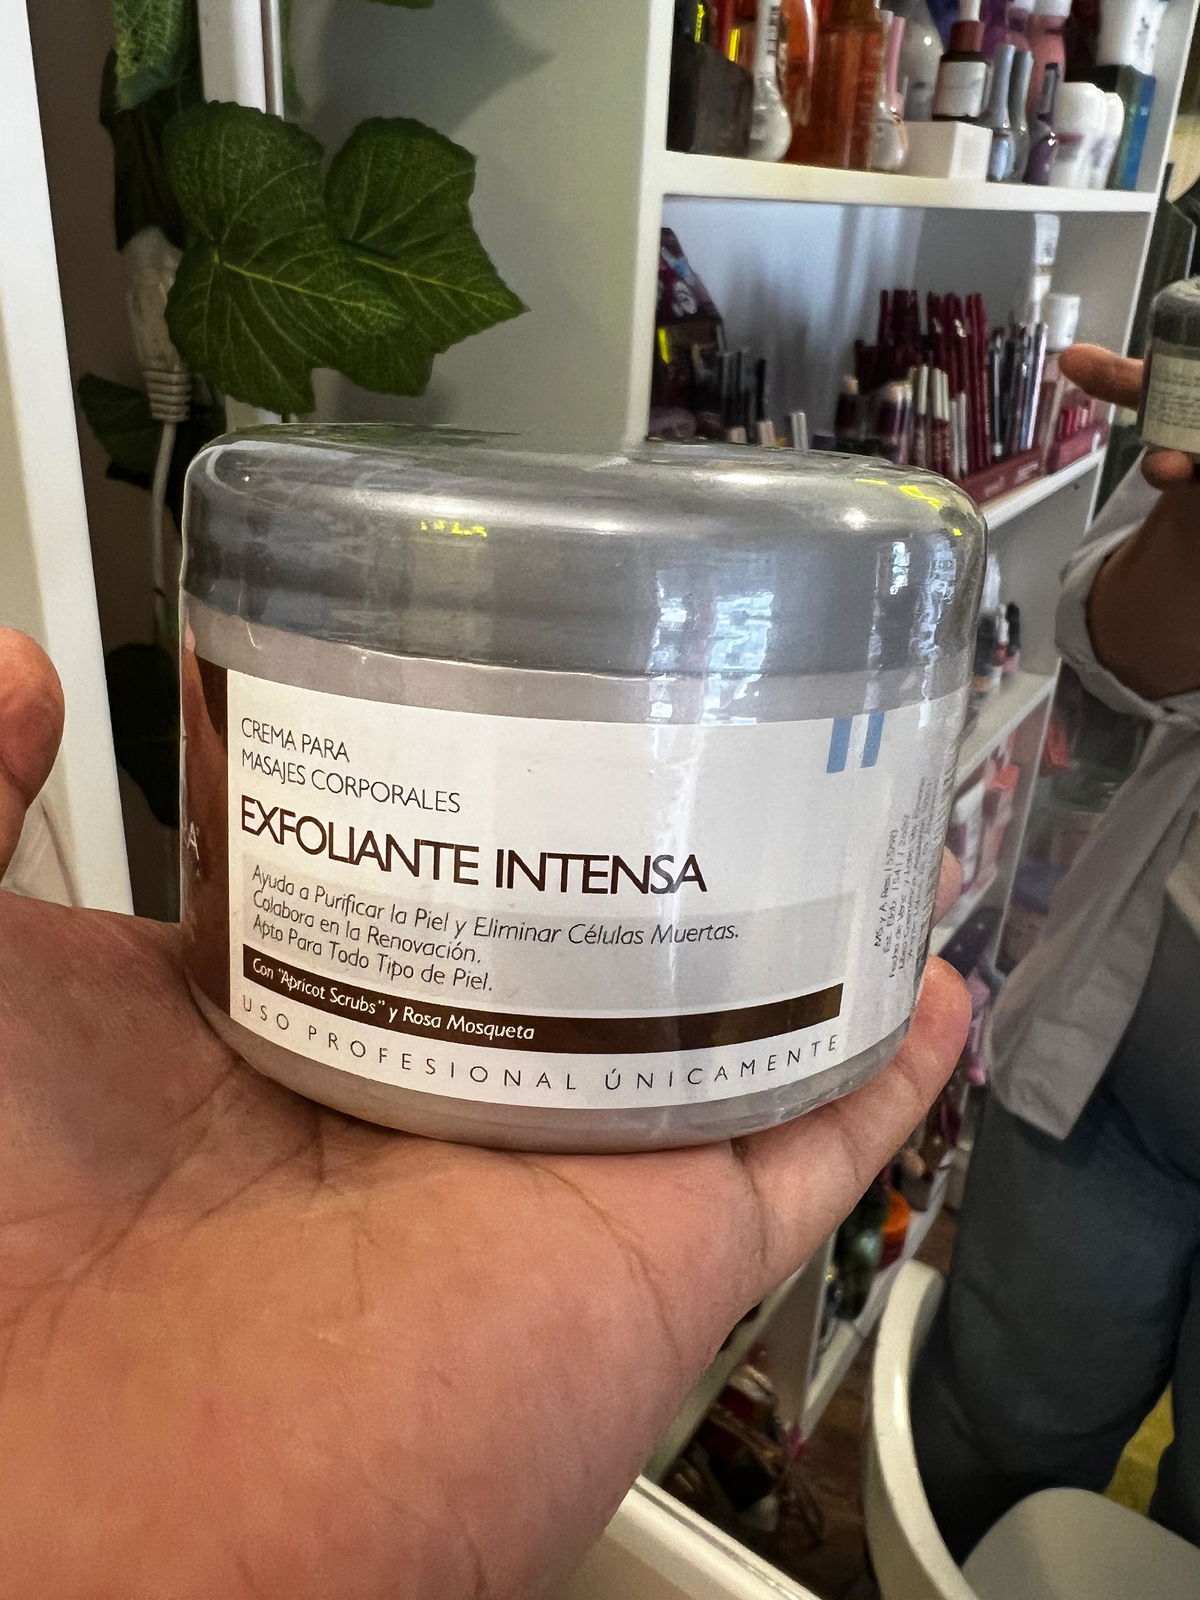 CREMA PARA
MASAJES CORPORALES
EXFOLIANTE INTENSA
Ayuda a Purificar la Piel y Eliminar Células Muertas.
Colabora en la Renovación.
Apto Para Todo Tipo de Piel.
Con "Apricot Scrubs" y Rosa Mosqueta
USO PROFESIONAL ÚNICAMENTE